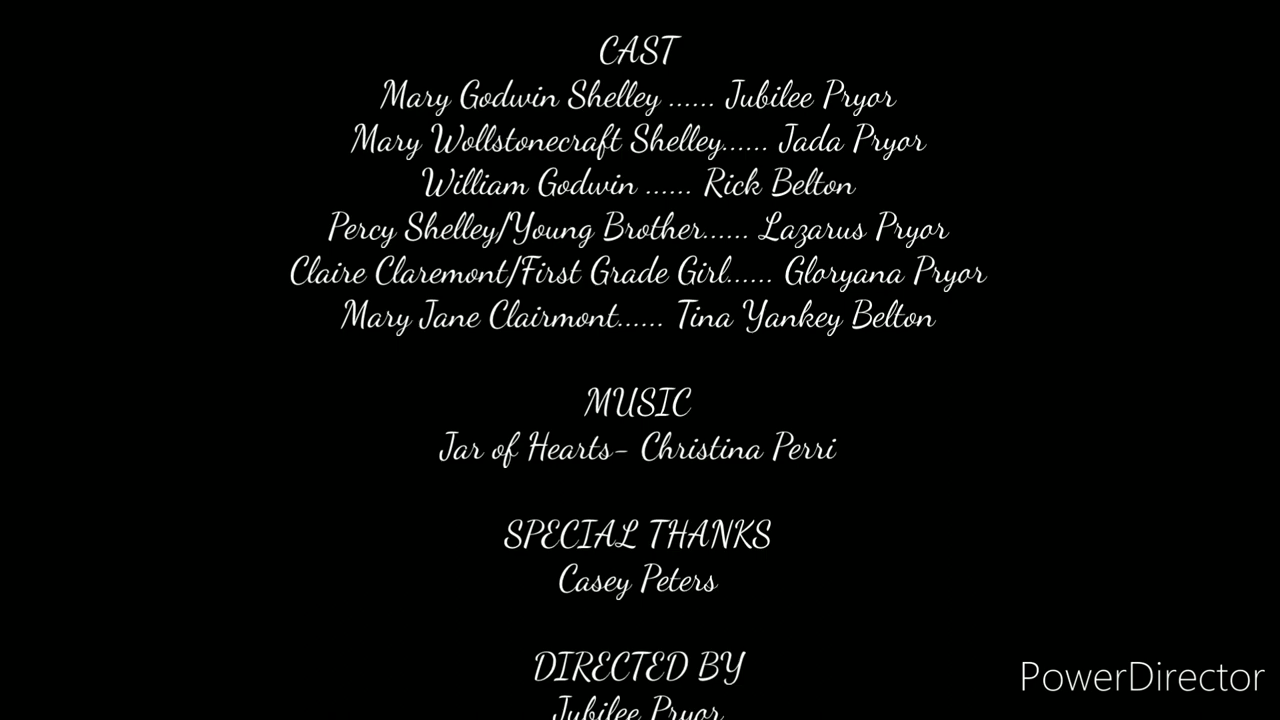 CAST
Mary Godwin Shelley ...... Jubilee Pryor
Mary Wollstonecraft Shelley...... Jada Pryor
William Godwin ...... Rick Belton
Percy Shelley/Young Brother...... Lazarus Pryor
Claire Claremont/First Grade Girl...... Gloryana Pryor
Mary Jane Clairmont...... Tina Yankey Belton
MUSIC
Jar of Hearts- Christina Perri
SPECIAL THANKS
Casey Peters
DIRECTED BY
Jubilee Pryor
PowerDirector